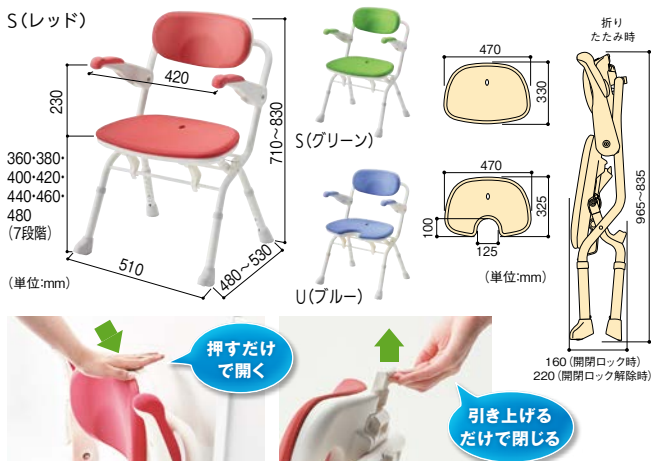 S(レッド)
420
230
710～830
360・380・
400・420・
440・460・
480
(7段階)
(単位:mm)
510
480～530
S(グリーン)
U(ブルー)
470
330
470
325
100
125
(単位:mm)
折り
たたみ時
965～835
160(開閉ロック時)
220(開閉ロック解除時)
押すだけ
で開く
引き上げる
だけで閉じる